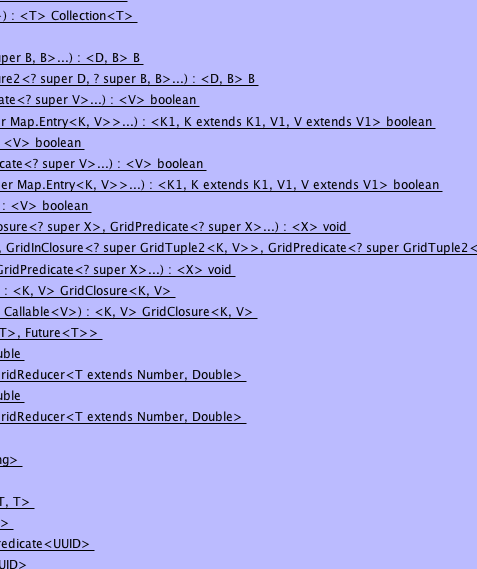 >) : <T> Collection<T>
per B, B>...) : <D, B> B
ure2<? super D, ? super B, B>...) : <D, B> B
ate<? super V>...) : <V> boolean
r Map.Entry<K, V>>...) : <K1, K extends K1, V1, V extends V1> boolean
<V> boolean
cate<? super V>...) : <V> boolean
er Map.Entry<K, V>>...) : <K1, K extends K1, V1, V extends V1> boolean
: <V> boolean
osure<? super X>, GridPredicate<? super X>...) : <X> void
, GridInClosure<? super GridTuple2<K, V>>, GridPredicate<? super GridTuple2<
GridPredicate<? super X>...) : <X> void
: <K, V> GridClosure<K, V>
Callable<V>) : <K, V> GridClosure<K, V>
T>, Future<T>>
uble
ridReducer<T extends Number, Double>
uble
ridReducer<T extends Number, Double>
ng>
T, T>
>
redicate<UUID>
UID>